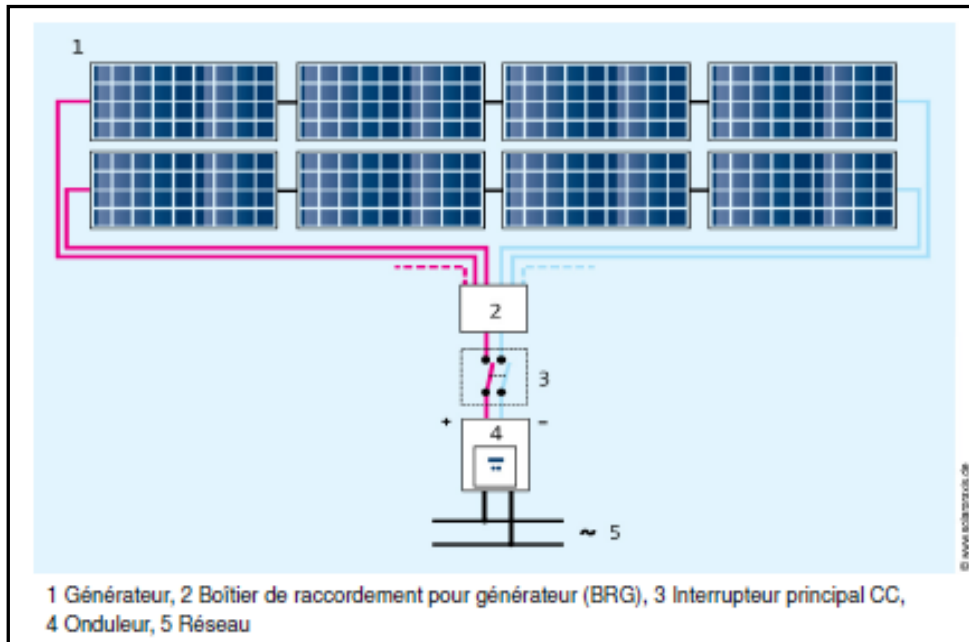 1
2
3
+ −
4
~ 5
© www.solarpraxis.de
1 Générateur, 2 Boîtier de raccordement pour générateur (BRG), 3 Interrupteur principal CC,
4 Onduleur, 5 Réseau